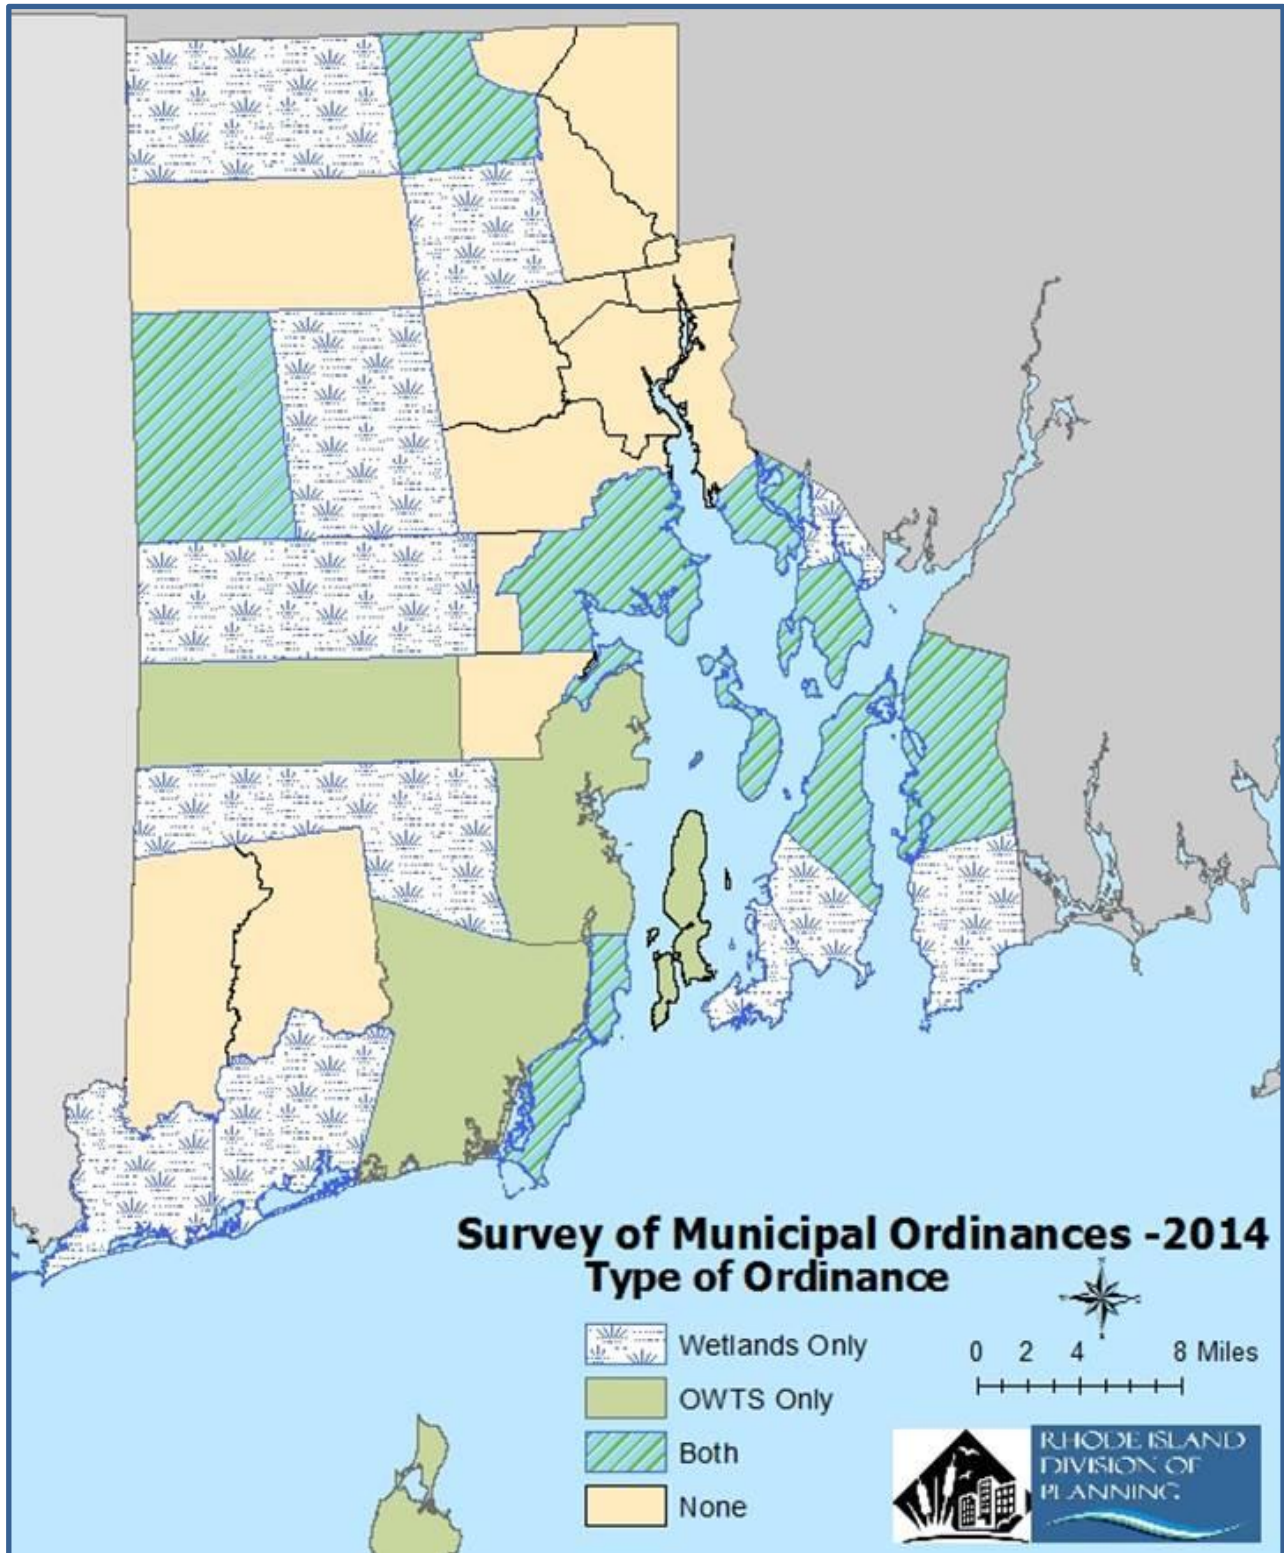 Survey of Municipal Ordinances -2014
Type of Ordinance
Wetlands Only
OWTS Only
Both
None
0 2 4 8 Miles
RHODE ISLAND
DIVISION OF
PLANNING